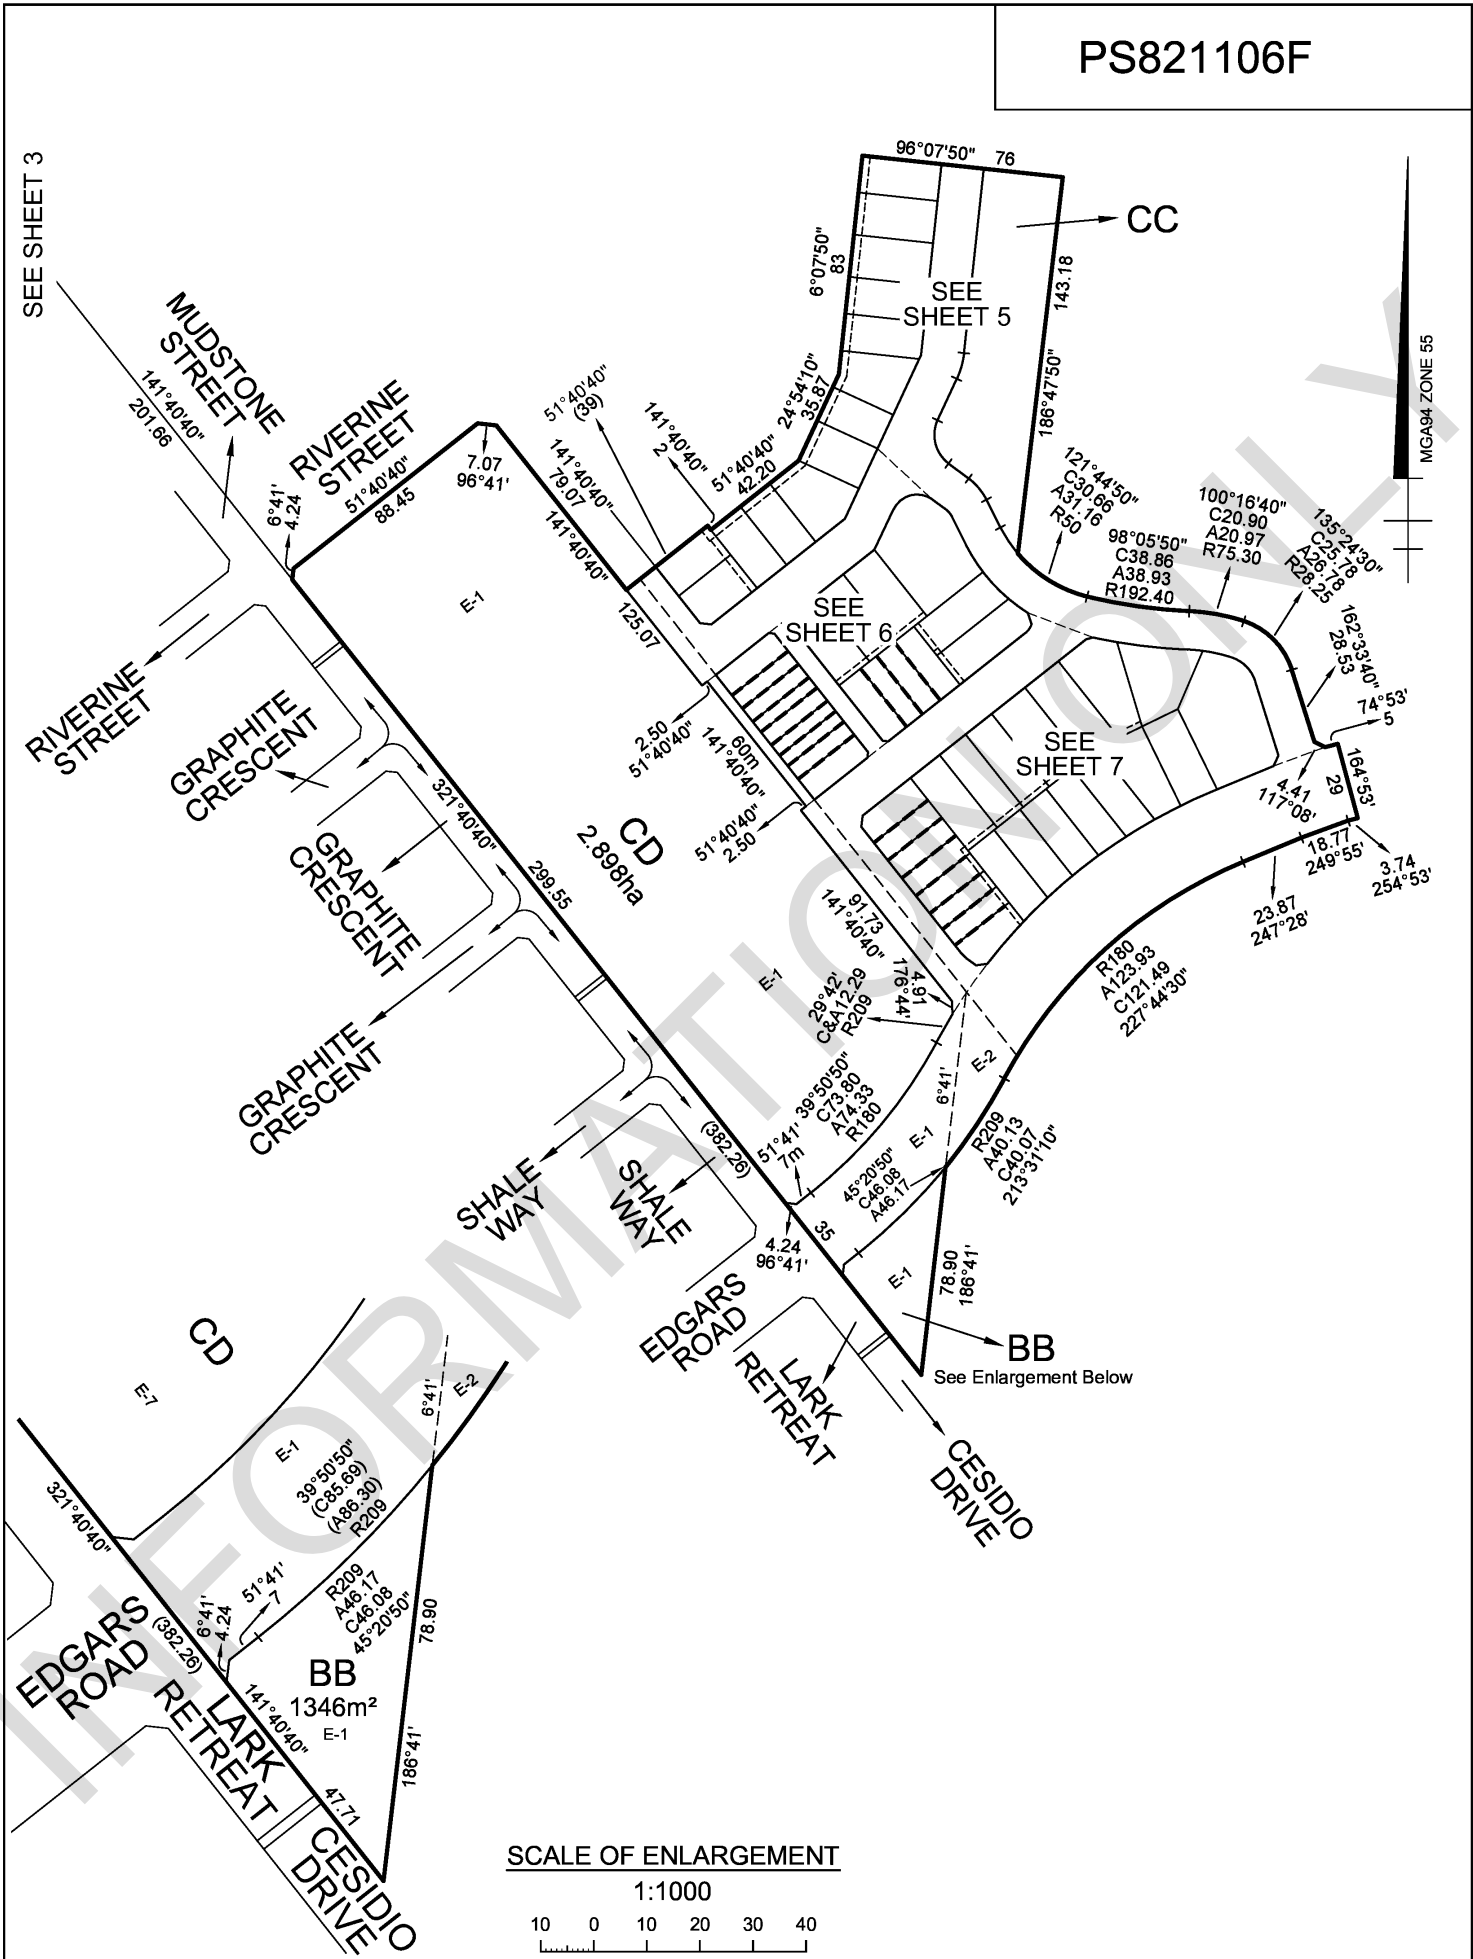 PS821106F
SEE SHEET 3
MGA94 ZONE 55
96°07'50" 76
CC
6°07'50"
83
SEE
SHEET 5
143.18
186°47'50"
MUDSTONE
STREET
141°40'40"
201.66
RIVERINE
STREET
51°40'40"
88.45
6°41'
4.24
7.07
96°41'
51°40'40"
(39)
141°40'40"
79.07
141°40'40"
2
51°40'40"
42.20
24°54'10"
35.87
141°40'40"
125.07
121°44'50"
C30.66
A31.16
R50
98°05'50"
C38.86
A38.93
R192.40
100°16'40"
C20.90
A20.97
R75.30
135°24'30"
C25.78
A26.78
R28.25
162°33'40"
28.53
74°53'
5
164°53'
29
4.41
117°08'
18.77
249°55'
3.74
254°53'
23.87
247°28'
E-1
SEE
SHEET 6
SEE
SHEET 7
RIVERINE
STREET
GRAPHITE
CRESCENT
GRAPHITE
CRESCENT
GRAPHITE
CRESCENT
321°40'40"
299.55
CD
2.898ha
2.50
51°40'40"
60m
141°40'40"
51°40'40"
2.50
91.73
141°40'40"
E-1
4.91
176°44'
29°42'
C&A12.29
R209
R180
A123.93
C121.49
227°44'30"
39°50'50"
C73.80
A74.33
R180
6°41'
E-2
E-1
R209
A40.13
C40.07
213°31'10"
51°41'
7m
45°20'50"
C46.08
A46.17
(382.26)
SHALE
WAY
SHALE
WAY
4.24
96°41'
35
E-1
78.90
186°41'
BB
See Enlargement Below
EDGARS
ROAD
LARK
RETREAT
CESIDIO
DRIVE
CD
E-7
E-1
6°41'
E-2
39°50'50"
(C85.69)
(A86.30)
R209
321°40'40"
51°41'
7
6°41'
4.24
R209
A46.17
C46.08
45°20'50"
78.90
EDGARS
ROAD
(382.26)
BB
1346m²
E-1
141°40'40"
47.71
186°41'
LARK
RETREAT
CESIDIO
DRIVE
SCALE OF ENLARGEMENT
1:1000
10 0 10 20 30 40
INFORMATION ONLY